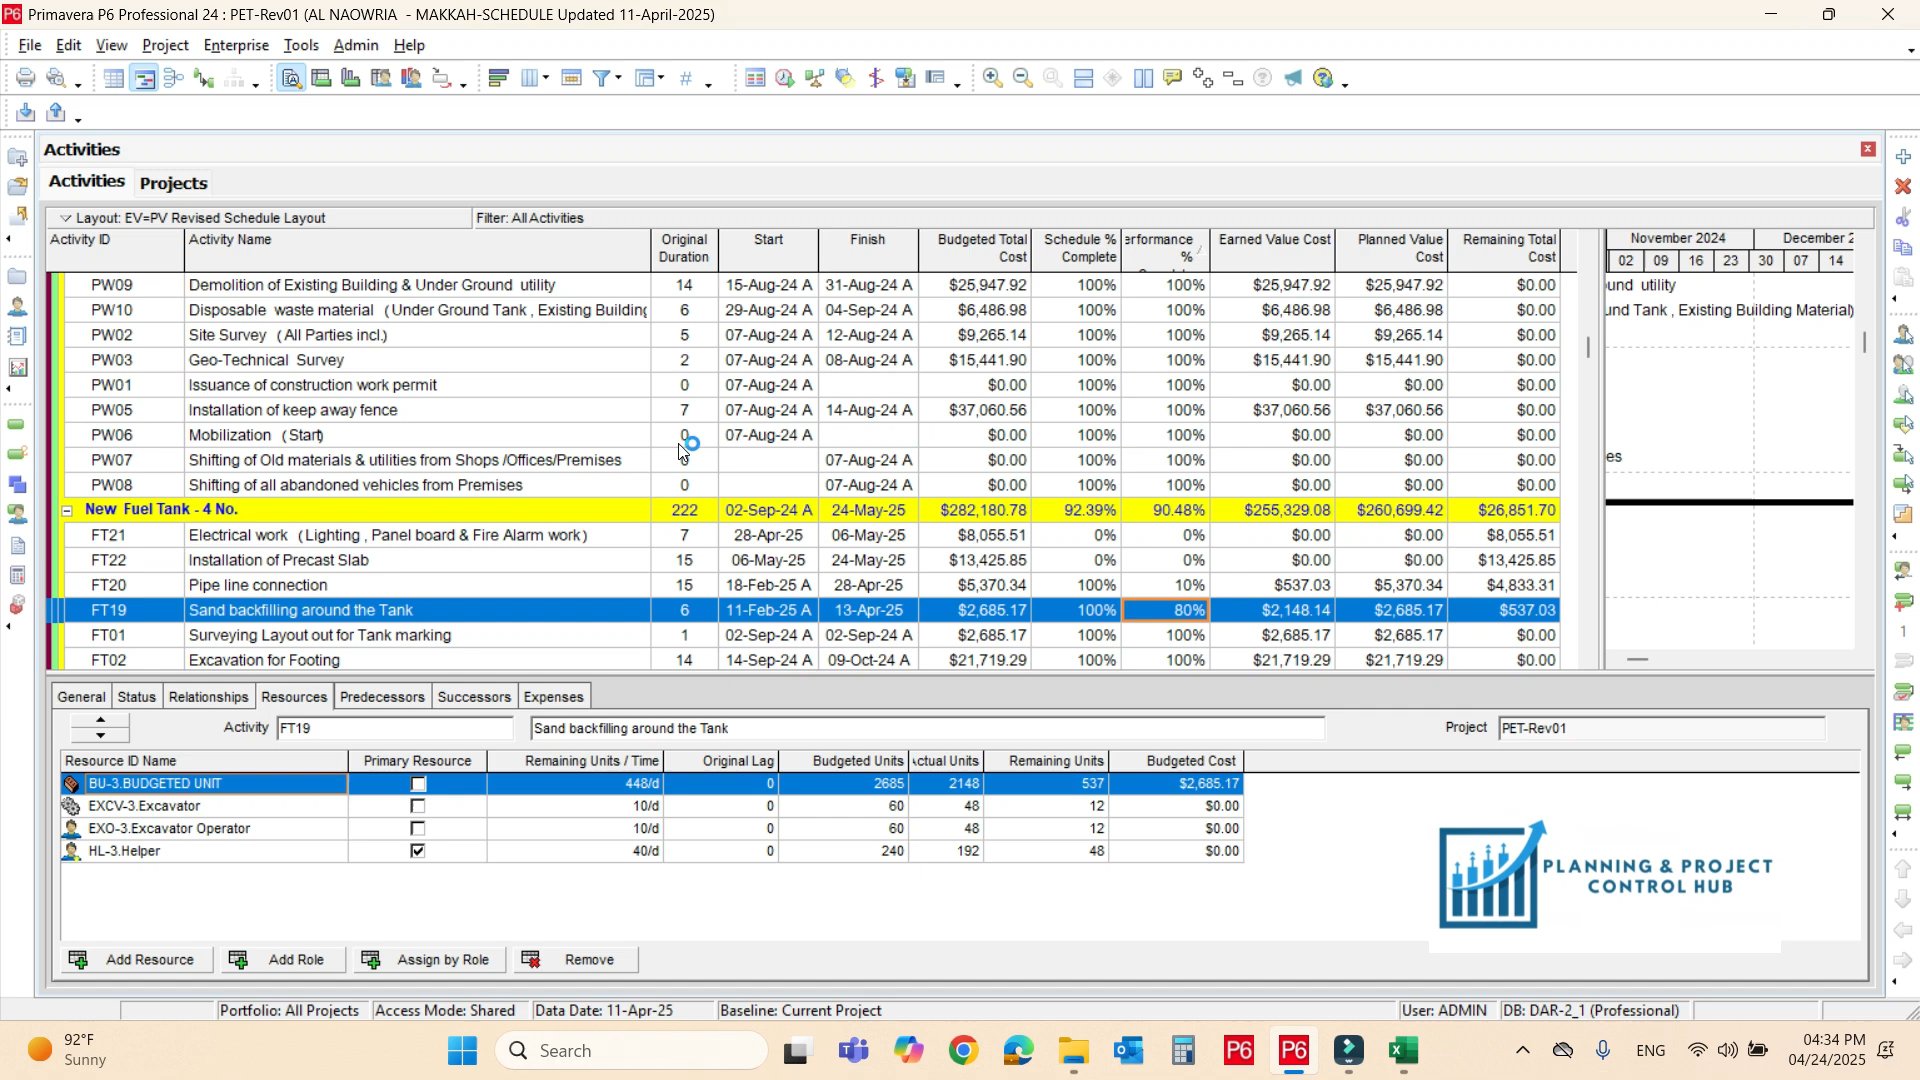 Primavera P6 Professional 24 : PET-Rev01 (AL NAOWRIA - MAKKAH-SCHEDULE Updated 11-April-2025)
File Edit View Project Enterprise Tools Admin Help
Activities
Activities Projects
Layout: EV=PV Revised Schedule Layout Filter: All Activities
Activity ID Activity Name Original Duration Start Finish Budgeted Total Cost Schedule % Complete erformance % Earned Value Cost Planned Value Cost Remaining Total Cost November 2024 December 2
02 09 16 23 30 07 14
PW09 Demolition of Existing Building & Under Ground utility 14 15-Aug-24 A 31-Aug-24 A $25,947.92 100% 100% $25,947.92 $25,947.92 $0.00 und utility
PW10 Disposable waste material (Under Ground Tank , Existing Building 6 29-Aug-24 A 04-Sep-24 A $6,486.98 100% 100% $6,486.98 $6,486.98 $0.00 und Tank , Existing Building Material)
PW02 Site Survey (All Parties incl.) 5 07-Aug-24 A 12-Aug-24 A $9,265.14 100% 100% $9,265.14 $9,265.14 $0.00
PW03 Geo-Technical Survey 2 07-Aug-24 A 08-Aug-24 A $15,441.90 100% 100% $15,441.90 $15,441.90 $0.00
PW01 Issuance of construction work permit 0 07-Aug-24 A $0.00 100% 100% $0.00 $0.00 $0.00
PW05 Installation of keep away fence 7 07-Aug-24 A 14-Aug-24 A $37,060.56 100% 100% $37,060.56 $37,060.56 $0.00
PW06 Mobilization (Start) 0 07-Aug-24 A $0.00 100% 100% $0.00 $0.00 $0.00
PW07 Shifting of Old materials & utilities from Shops /Offices/Premises 0 07-Aug-24 A $0.00 100% 100% $0.00 $0.00 $0.00 es
PW08 Shifting of all abandoned vehicles from Premises 0 07-Aug-24 A $0.00 100% 100% $0.00 $0.00 $0.00
New Fuel Tank - 4 No. 222 02-Sep-24 A 24-May-25 $282,180.78 92.39% 90.48% $255,329.08 $260,699.42 $26,851.70
FT21 Electrical work (Lighting , Panel board & Fire Alarm work) 7 28-Apr-25 06-May-25 $8,055.51 0% 0% $0.00 $0.00 $8,055.51
FT22 Installation of Precast Slab 15 06-May-25 24-May-25 $13,425.85 0% 0% $0.00 $0.00 $13,425.85
FT20 Pipe line connection 15 18-Feb-25 A 28-Apr-25 $5,370.34 100% 10% $537.03 $5,370.34 $4,833.31
FT19 Sand backfilling around the Tank 6 11-Feb-25 A 13-Apr-25 $2,685.17 100% 80% $2,148.14 $2,685.17 $537.03
FT01 Surveying Layout out for Tank marking 1 02-Sep-24 A 02-Sep-24 A $2,685.17 100% 100% $2,685.17 $2,685.17 $0.00
FT02 Excavation for Footing 14 14-Sep-24 A 09-Oct-24 A $21,719.29 100% 100% $21,719.29 $21,719.29 $0.00
General Status Relationships Resources Predecessors Successors Expenses
Activity FT19 Sand backfilling around the Tank Project PET-Rev01
Resource ID Name Primary Resource Remaining Units / Time Original Lag Budgeted Units Actual Units Remaining Units Budgeted Cost
BU-3.BUDGETED UNIT 448/d 0 2685 2148 537 $2,685.17
EXCV-3.Excavator 10/d 0 60 48 12 $0.00
EXO-3.Excavator Operator 10/d 0 60 48 12 $0.00
HL-3.Helper 40/d 0 240 192 48 $0.00
PLANNING & PROJECT
CONTROL HUB
Add Resource Add Role Assign by Role Remove
Portfolio: All Projects Access Mode: Shared Data Date: 11-Apr-25 Baseline: Current Project User: ADMIN DB: DAR-2_1 (Professional)
92°F
Sunny
Search
ENG
04:34 PM
04/24/2025